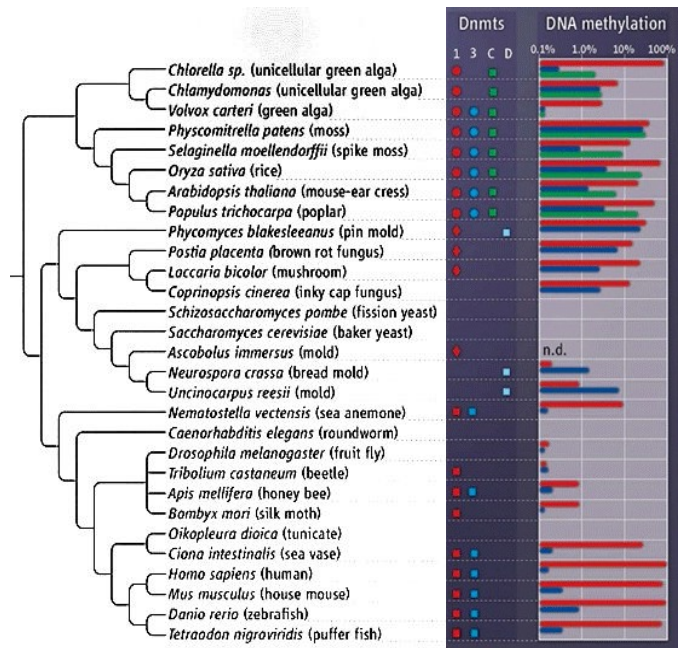 Dnmts DNA methylation
1 3 C D 0.1% 1.0% 10% 100%
Chlorella sp. (unicellular green alga)
Chlamydomonas (unicellular green alga)
Volvox carteri (green alga)
Physcomitrella patens (moss)
Selaginella moellendorffii (spike moss)
Oryza sativa (rice)
Arabidopsis thaliana (mouse-ear cress)
Populus trichocarpa (poplar)
Phycomyces blakesleeanus (pin mold)
Postia placenta (brown rot fungus)
Laccaria bicolor (mushroom)
Coprinopsis cinerea (inky cap fungus)
Schizosaccharomyces pombe (fission yeast)
Saccharomyces cerevisiae (baker yeast)
Ascobolus immersus (mold) n.d.
Neurospora crassa (bread mold)
Uncinocarpus reesii (mold)
Nematostella vectensis (sea anemone)
Caenorhabditis elegans (roundworm)
Drosophila melanogaster (fruit fly)
Tribolium castaneum (beetle)
Apis mellifera (honey bee)
Bombyx mori (silk moth)
Oikopleura dioica (tunicate)
Ciona intestinalis (sea vase)
Homo sapiens (human)
Mus musculus (house mouse)
Danio rerio (zebrafish)
Tetraodon nigroviridis (puffer fish)